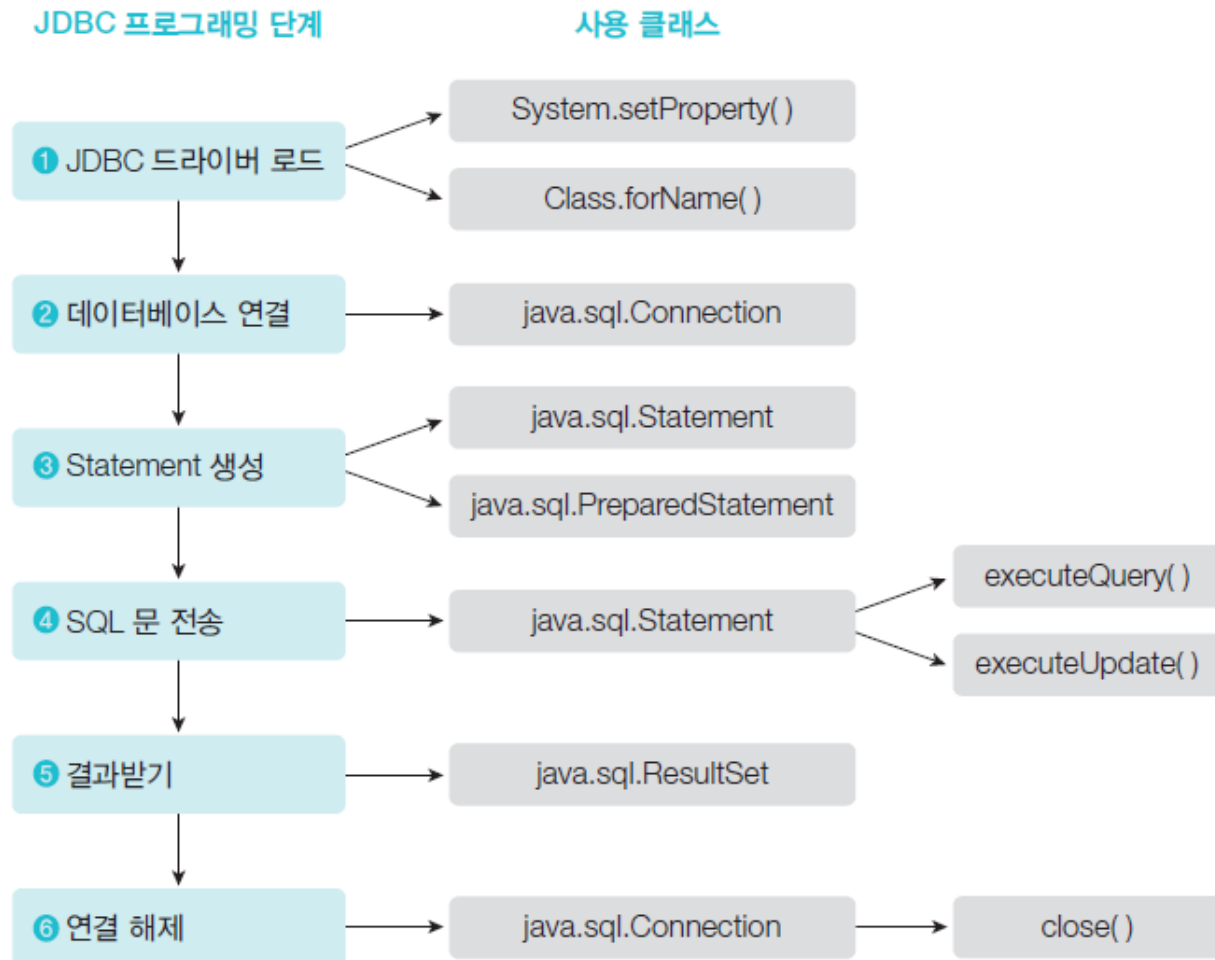 JDBC 프로그래밍 단계
사용 클래스
❶ JDBC 드라이버 로드
System.setProperty( )
Class.forName( )
❷ 데이터베이스 연결
java.sql.Connection
❸ Statement 생성
java.sql.Statement
java.sql.PreparedStatement
❹ SQL 문 전송
java.sql.Statement
executeQuery( )
executeUpdate( )
❺ 결과받기
java.sql.ResultSet
❻ 연결 해제
java.sql.Connection
close( )